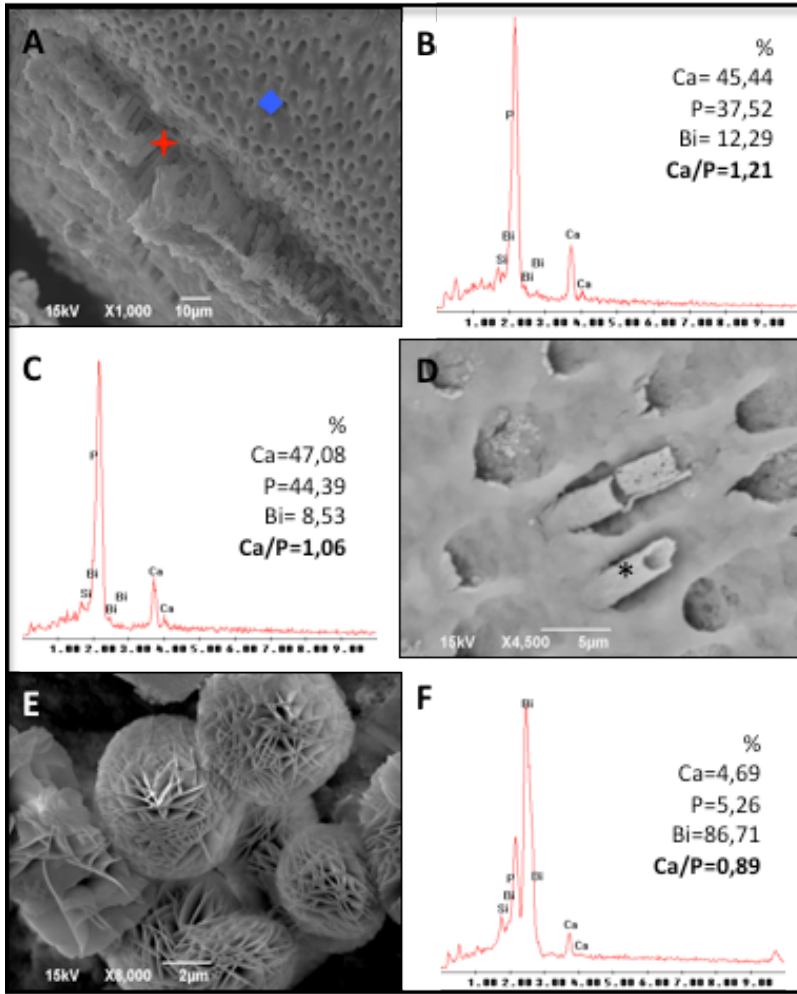 A
15kV X1,000 10µm
B
%
Ca= 45,44
P=37,52
Bi= 12,29
Ca/P=1,21
P
Bi
Si
Bi
Bi
Ca
Ca
1.00 2.00 3.00 4.00 5.00 6.00 7.00 8.00 9.00
C
%
Ca=47,08
P=44,39
Bi= 8,53
Ca/P=1,06
P
Bi
Si
Bi
Bi
Ca
Ca
1.00 2.00 3.00 4.00 5.00 6.00 7.00 8.00 9.00
D
*
15kV X4,500 5µm
E
15kV X8,000 2µm
F
%
Ca=4,69
P=5,26
Bi=86,71
Ca/P=0,89
Bi
P
Bi
Bi
Si
Ca
Ca
1.00 2.00 3.00 4.00 5.00 6.00 7.00 8.00 9.00